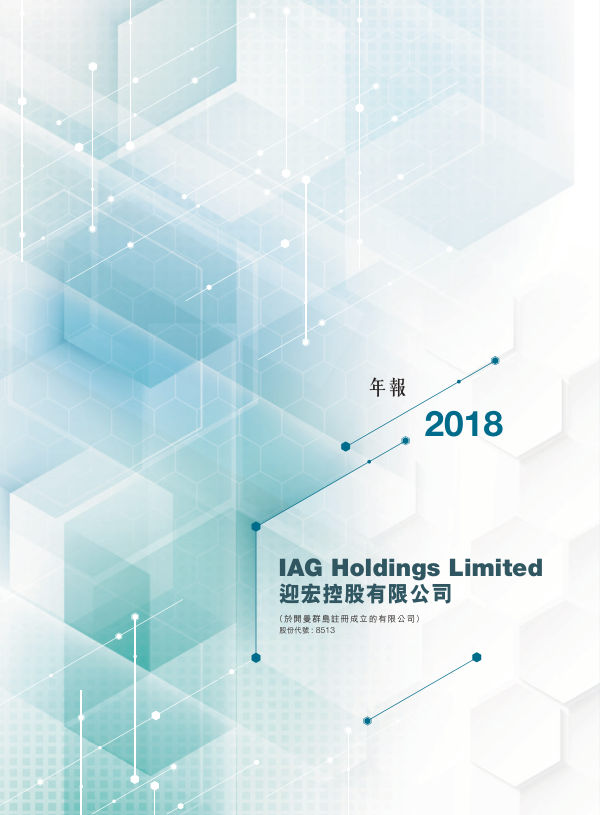 年報
2018
IAG Holdings Limited
迎宏控股有限公司
(於開曼群島註冊成立的有限公司)
股份代號 : 8513